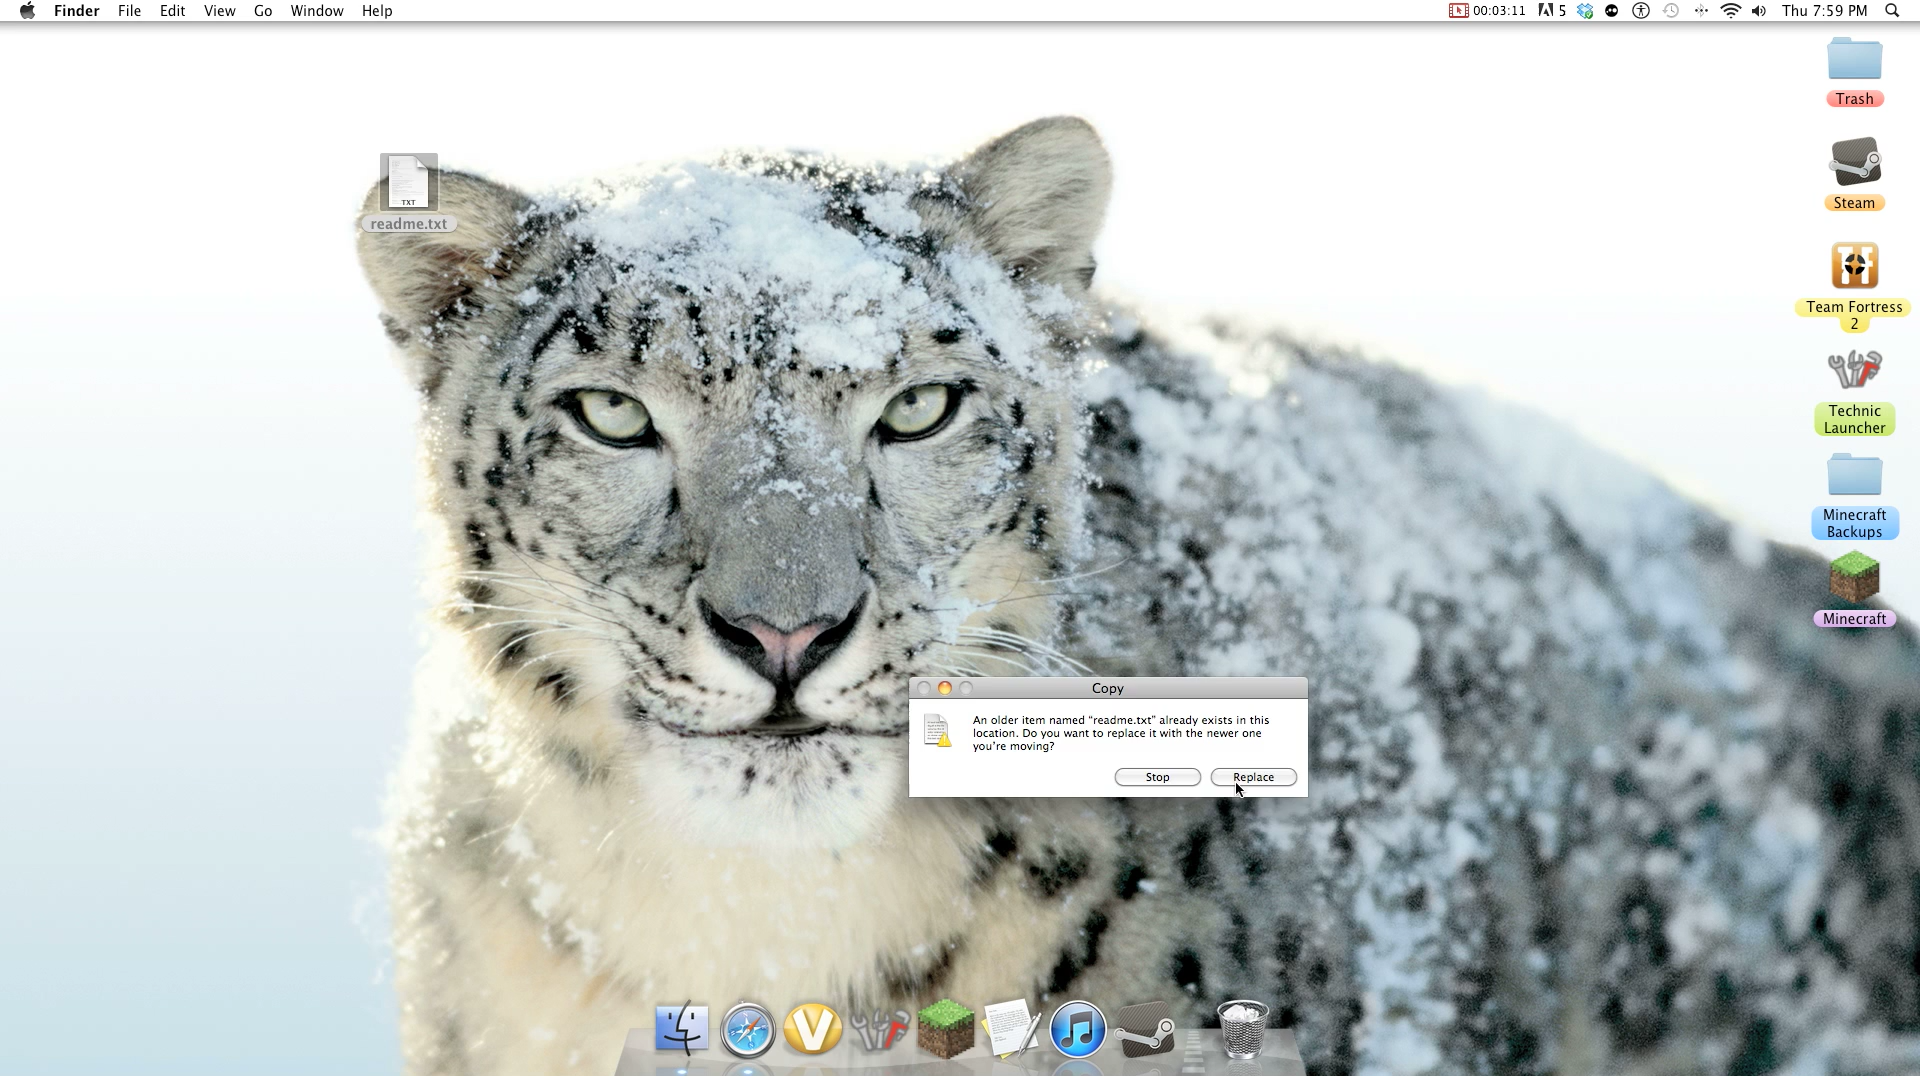 Finder File Edit View Go Window Help 00:03:11 5 Thu 7:59 PM
Trash
TXT
readme.txt
Steam
Team Fortress
2
Technic
Launcher
Minecraft
Backups
Minecraft
Copy
An older item named “readme.txt” already exists in this
location. Do you want to replace it with the newer one
you’re moving?
Stop Replace